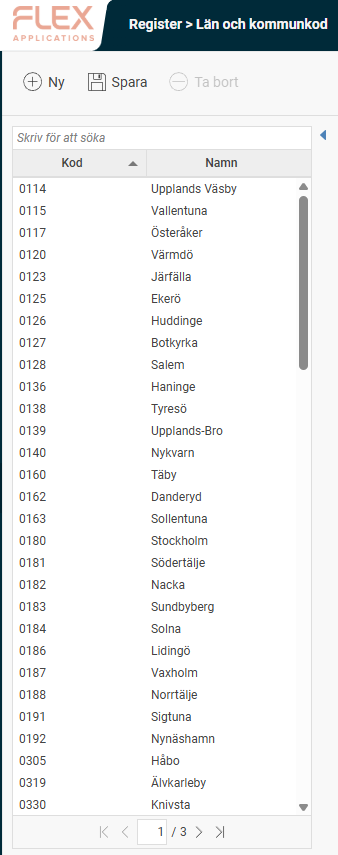 FLEX
APPLICATIONS
Register > Län och kommunkod
Ny Spara Ta bort
Skriv för att söka
Kod Namn
0114 Upplands Väsby
0115 Vallentuna
0117 Österåker
0120 Värmdö
0123 Järfälla
0125 Ekerö
0126 Huddinge
0127 Botkyrka
0128 Salem
0136 Haninge
0138 Tyresö
0139 Upplands-Bro
0140 Nykvarn
0160 Täby
0162 Danderyd
0163 Sollentuna
0180 Stockholm
0181 Södertälje
0182 Nacka
0183 Sundbyberg
0184 Solna
0186 Lidingö
0187 Vaxholm
0188 Norrtälje
0191 Sigtuna
0192 Nynäshamn
0305 Håbo
0319 Älvkarleby
0330 Knivsta
1 / 3